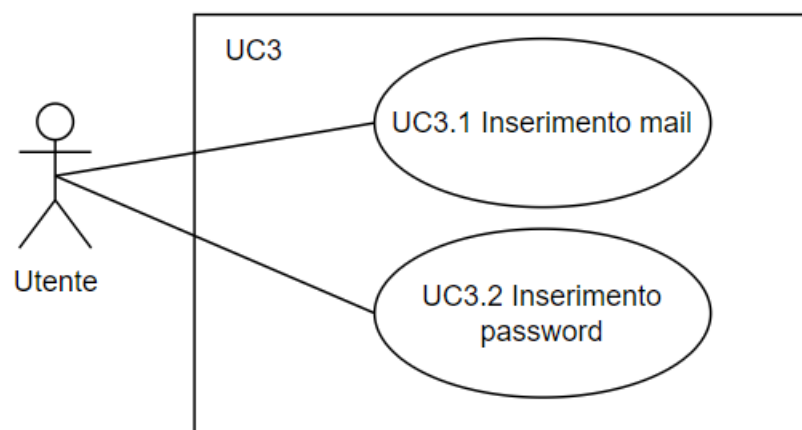 UC3
UC3.1 Inserimento mail
Utente
UC3.2 Inserimento
password